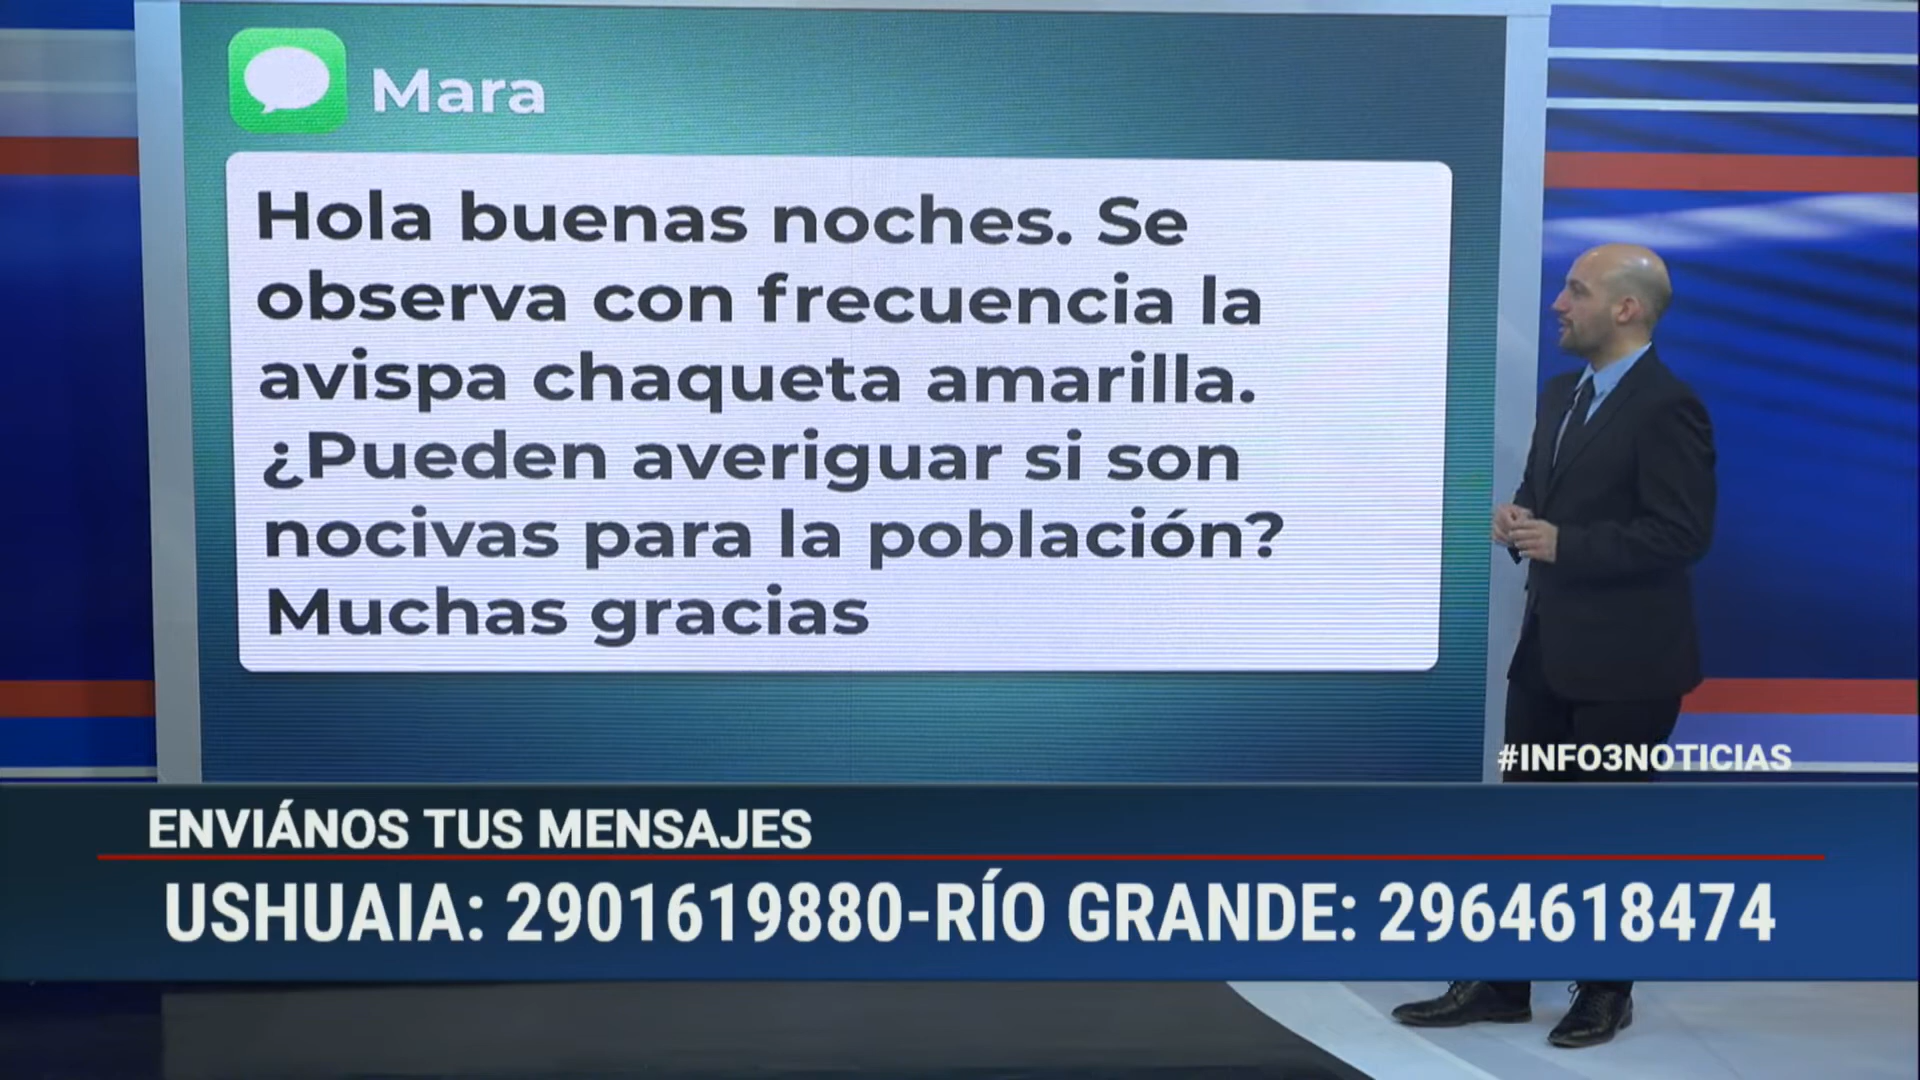 Mara
Hola buenas noches. Se
observa con frecuencia la
avispa chaqueta amarilla.
¿Pueden averiguar si son
nocivas para la población?
Muchas gracias
#INFO3NOTICIAS
ENVIÁNOS TUS MENSAJES
USHUAIA: 2901619880-RÍO GRANDE: 2964618474